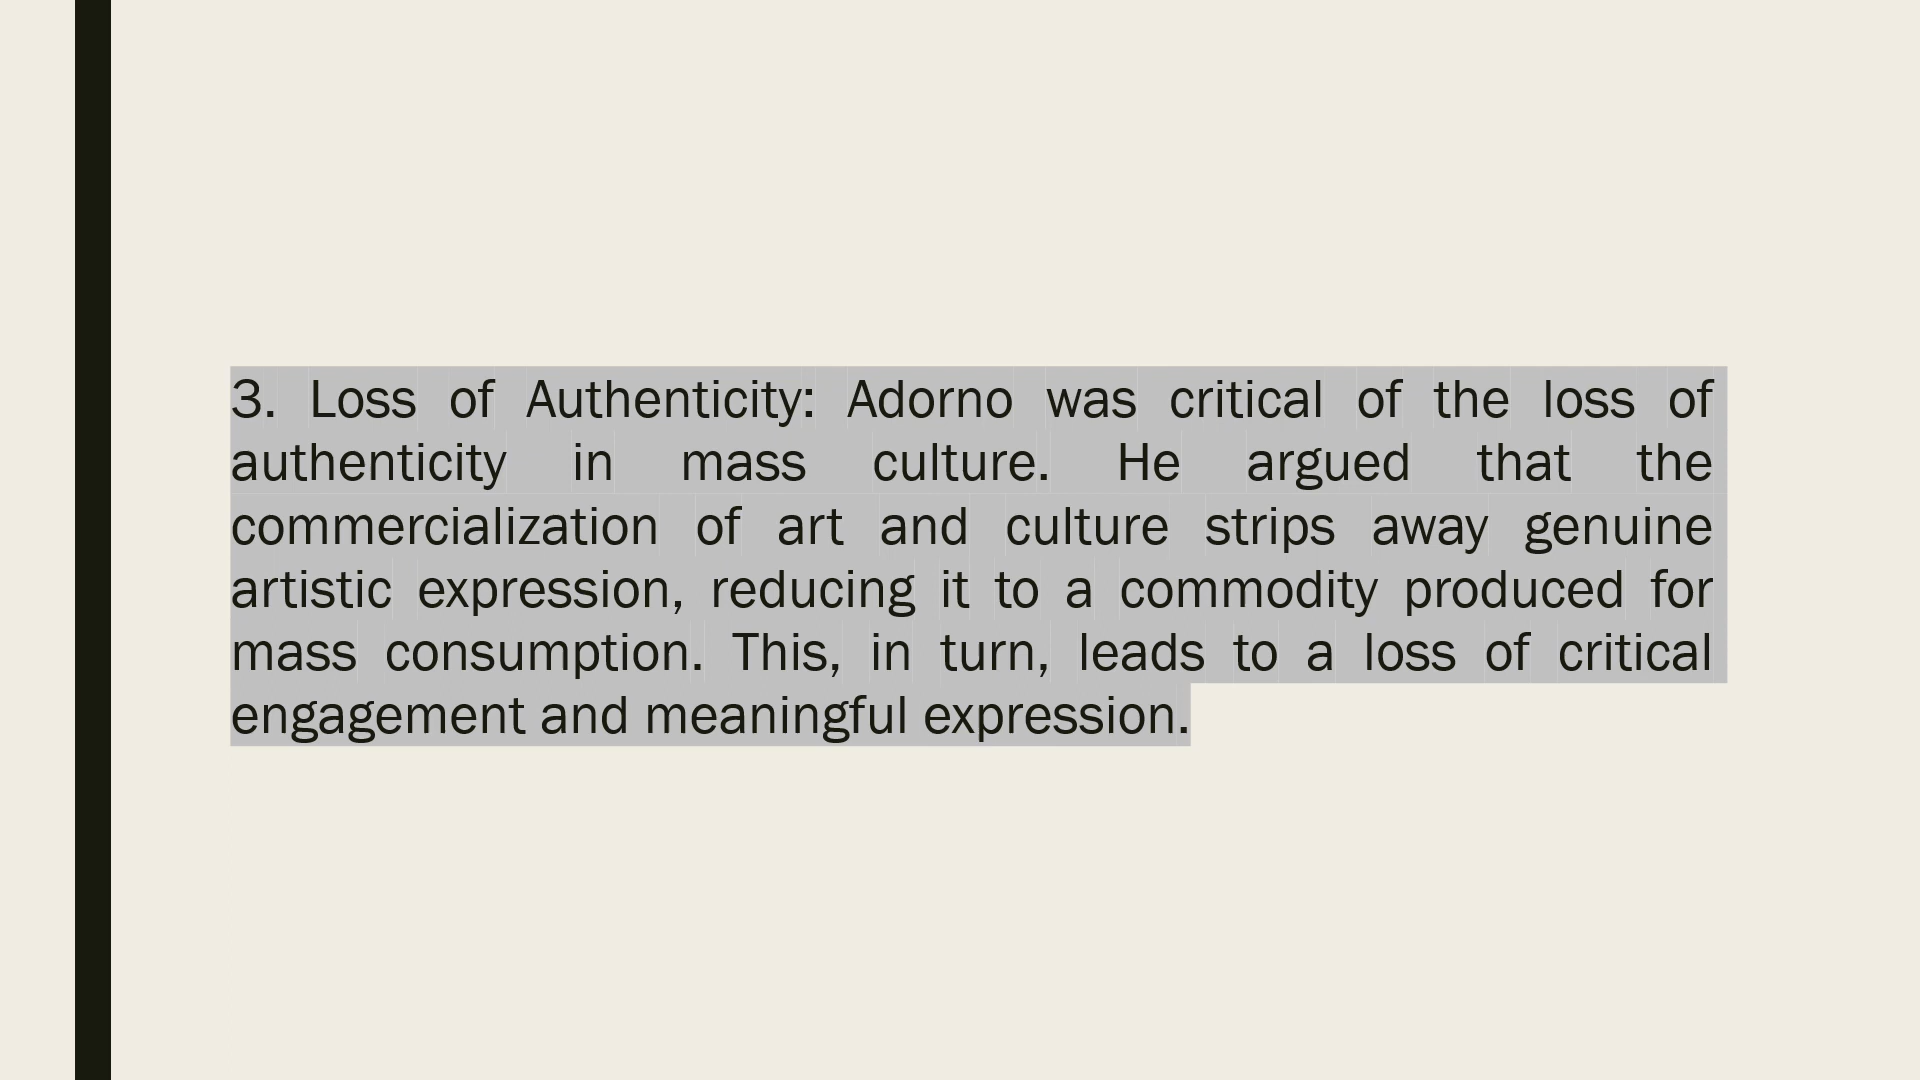 3. Loss of Authenticity: Adorno was critical of the loss of
authenticity in mass culture. He argued that the
commercialization of art and culture strips away genuine
artistic expression, reducing it to a commodity produced for
mass consumption. This, in turn, leads to a loss of critical
engagement and meaningful expression.